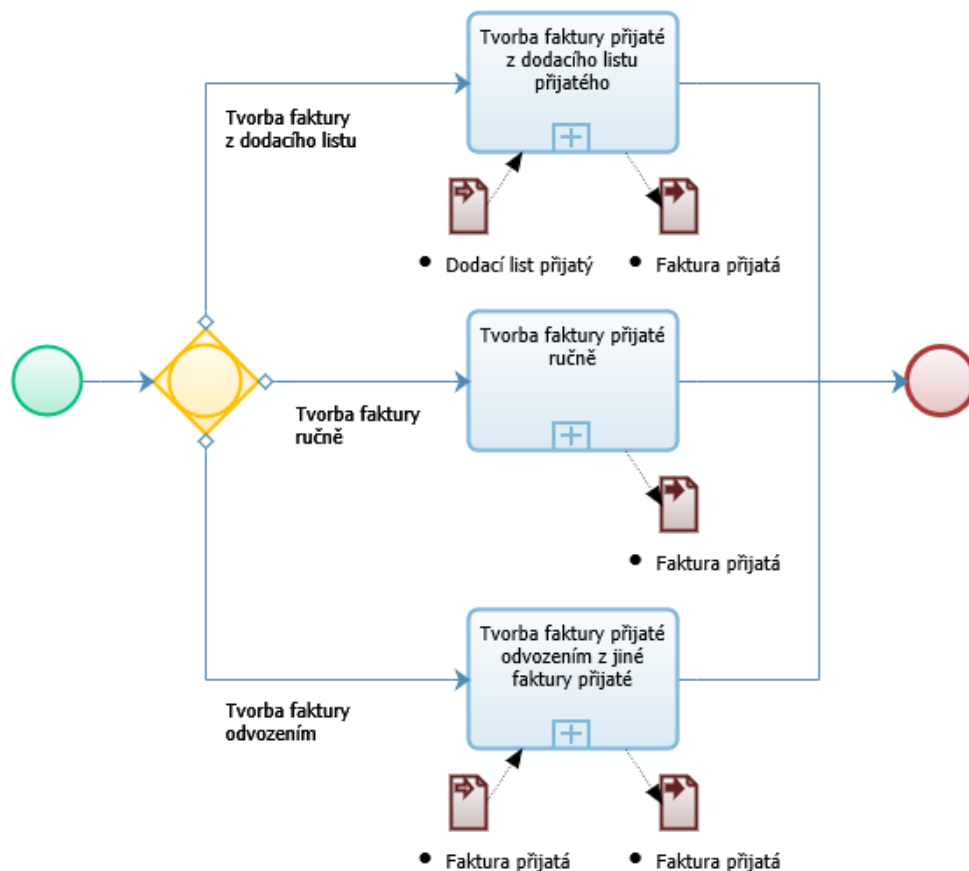 Tvorba faktury přijaté
z dodacího listu
přijatého
Tvorba faktury
z dodacího listu
Dodací list přijatý
Faktura přijatá
Tvorba faktury přijaté
ručně
Tvorba faktury
ručně
Faktura přijatá
Tvorba faktury přijaté
odvozením z jiné
faktury přijaté
Tvorba faktury
odvozením
Faktura přijatá
Faktura přijatá